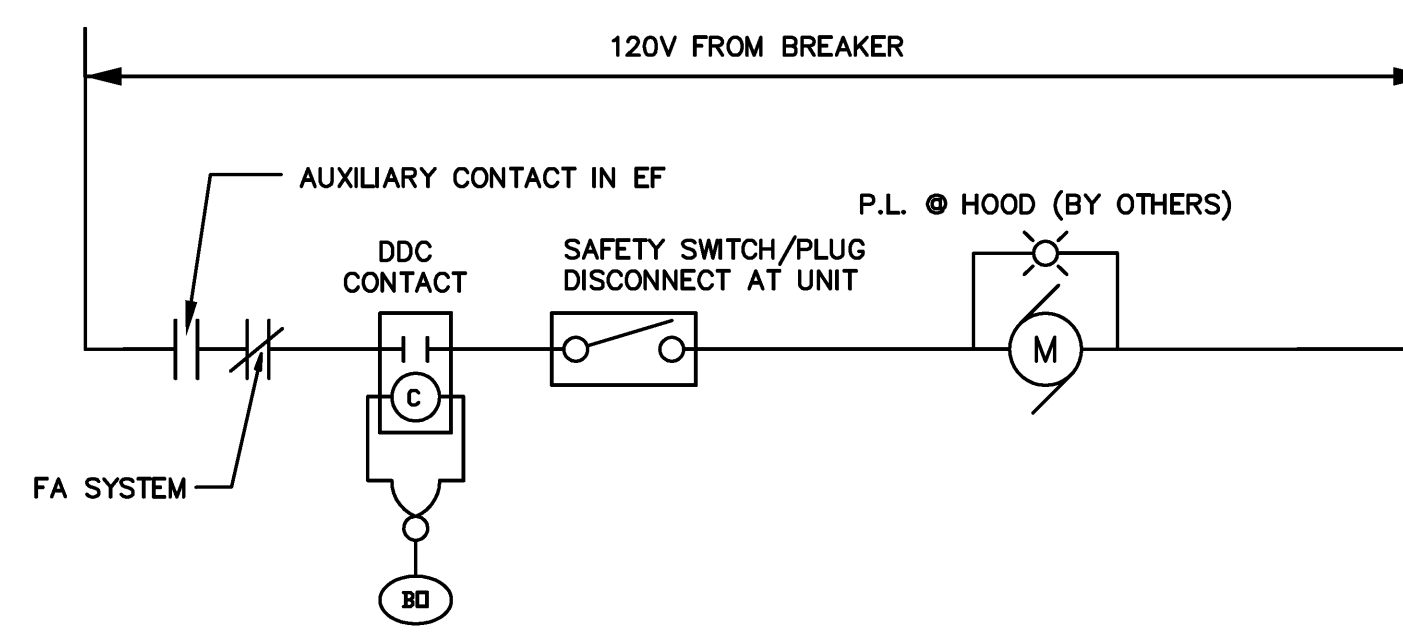 120V FROM BREAKER
AUXILIARY CONTACT IN EF
P.L. @ HOOD (BY OTHERS)
DDC
CONTACT
SAFETY SWITCH/PLUG
DISCONNECT AT UNIT
M
C
FA SYSTEM
BO